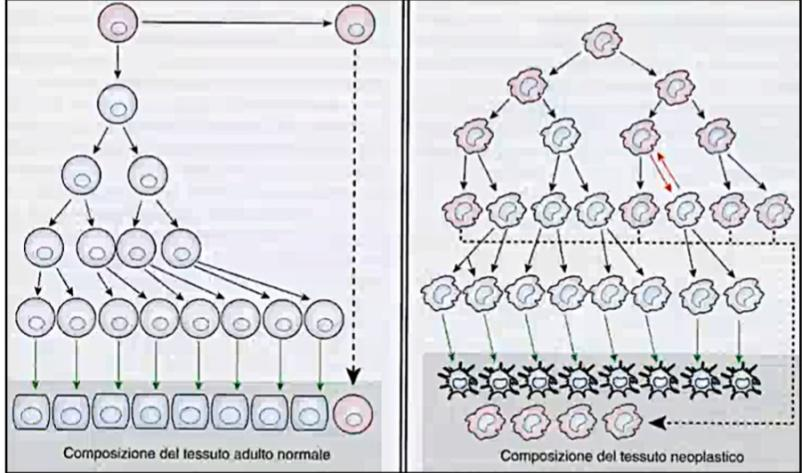 Composizione del tessuto adulto normale
Composizione del tessuto neoplastico